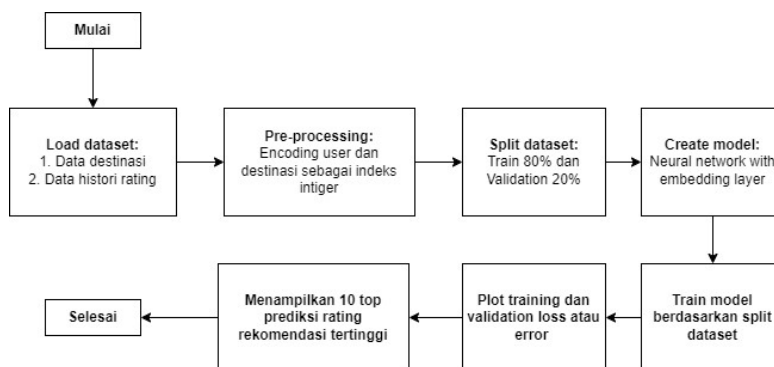 Mulai
Load dataset:
1. Data destinasi
2. Data histori rating
Pre-processing:
Encoding user dan
destinasi sebagai indeks
intiger
Split dataset:
Train 80% dan
Validation 20%
Create model:
Neural network with
embedding layer
Train model
berdasarkan split
dataset
Plot training dan
validation loss atau
error
Menampilkan 10 top
prediksi rating
rekomendasi tertinggi
Selesai